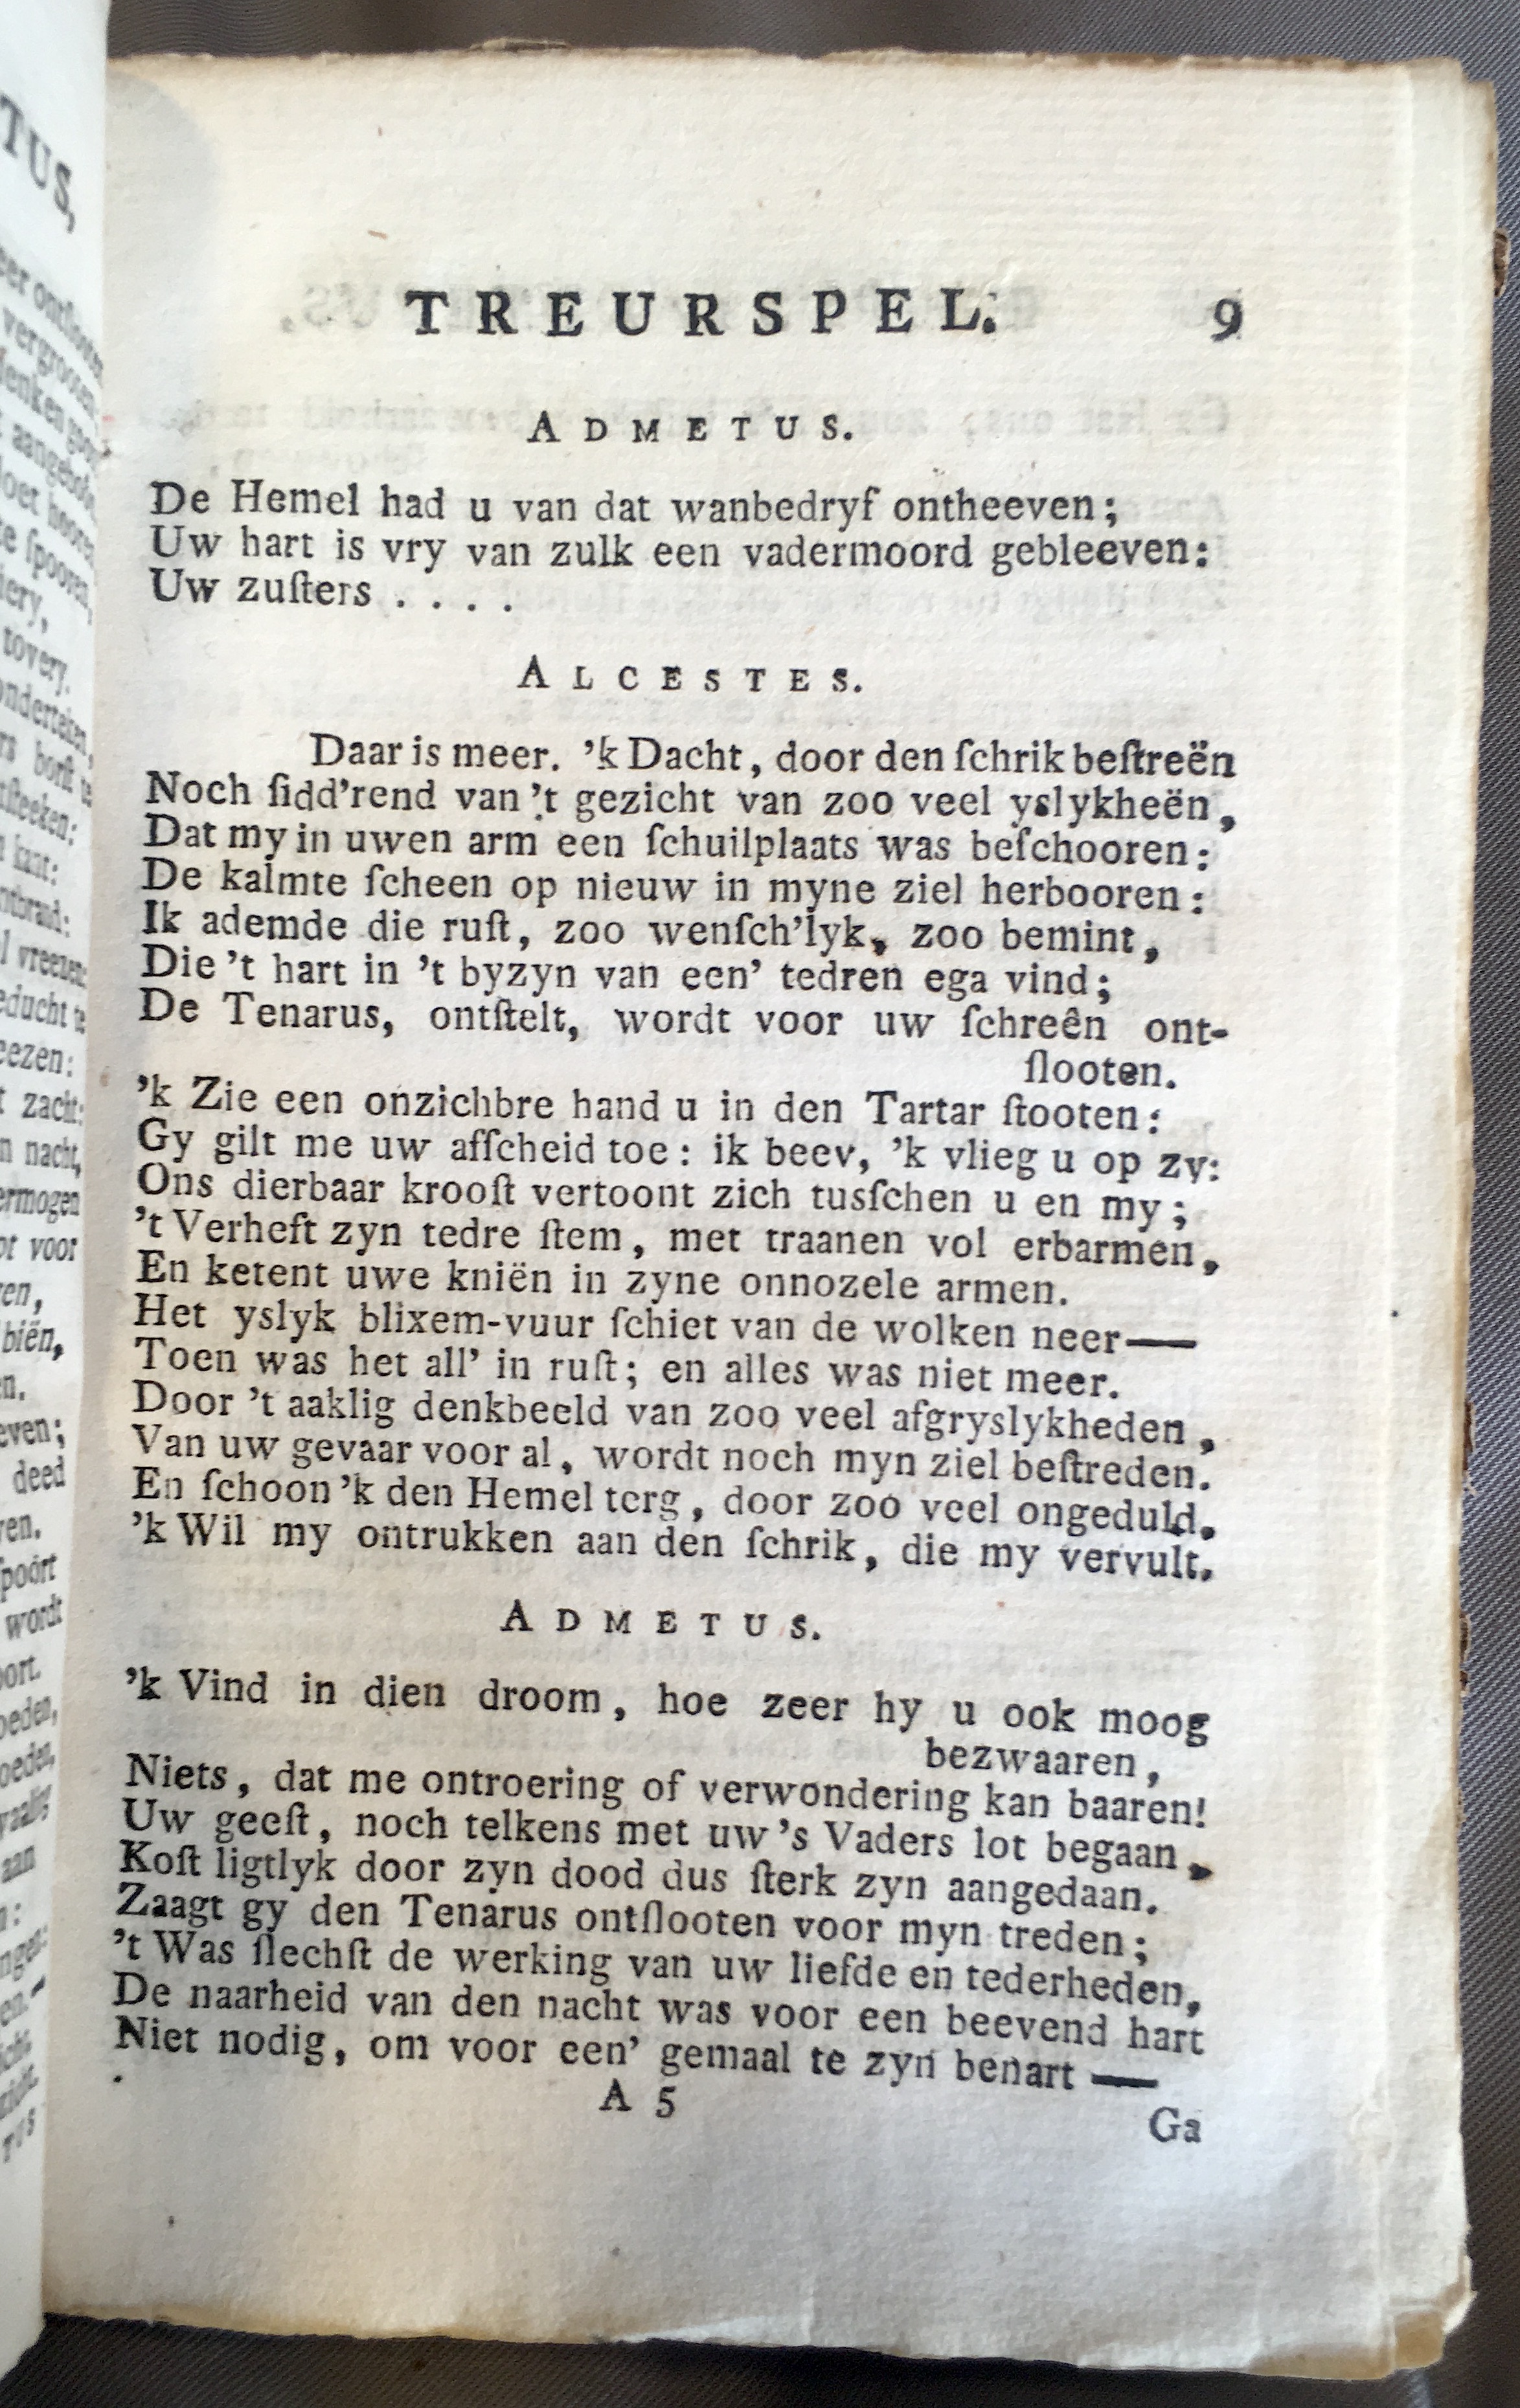 TREURSPEL. 9
ADMETUS.
De Hemel had u van dat wanbedryf ontheeven;
Uw hart is vry van zulk een vadermoord gebleeven:
Uw zuſters . . . .
ALCESTES.
Daar is meer. 'k Dacht, door den ſchrik beſtreën
Noch ſidd'rend van 't gezicht van zoo veel yslykheën,
Dat my in uwen arm een ſchuilplaats was beſchooren:
De kalmte ſcheen op nieuw in myne ziel herbooren:
Ik ademde die ruſt, zoo wenſch'lyk, zoo bemint,
Die 't hart in 't byzyn van een' tedren ega vind;
De Tenarus, ontſtelt, wordt voor uw ſchreên ont-
ſlooten.
'k Zie een onzichbre hand u in den Tartar ſtooten:
Gy gilt me uw afſcheid toe: ik beev, 'k vlieg u op zy:
Ons dierbaar krooſt vertoont zich tusſchen u en my;
't Verheft zyn tedre ſtem, met traanen vol erbarmen,
En ketent uwe kniën in zyne onnozele armen.
Het yslyk blixem-vuur ſchiet van de wolken neer—
Toen was het all' in ruſt; en alles was niet meer.
Door 't aaklig denkbeeld van zoo veel afgryslykheden,
Van uw gevaar voor al, wordt noch myn ziel beſtreden.
En ſchoon 'k den Hemel terg, door zoo veel ongeduld,
'k Wil my ontrukken aan den ſchrik, die my vervult.
ADMETUS.
'k Vind in dien droom, hoe zeer hy u ook moog
bezwaaren,
Niets, dat me ontroering of verwondering kan baaren!
Uw geeſt, noch telkens met uw 's Vaders lot begaan,
Koſt ligtlyk door zyn dood dus ſterk zyn aangedaan.
Zaagt gy den Tenarus ontſlooten voor myn treden;
't Was ſlechſt de werking van uw liefde en tederheden,
De naarheid van den nacht was voor een beevend hart
Niet nodig, om voor een' gemaal te zyn benart —
A 5
Ga